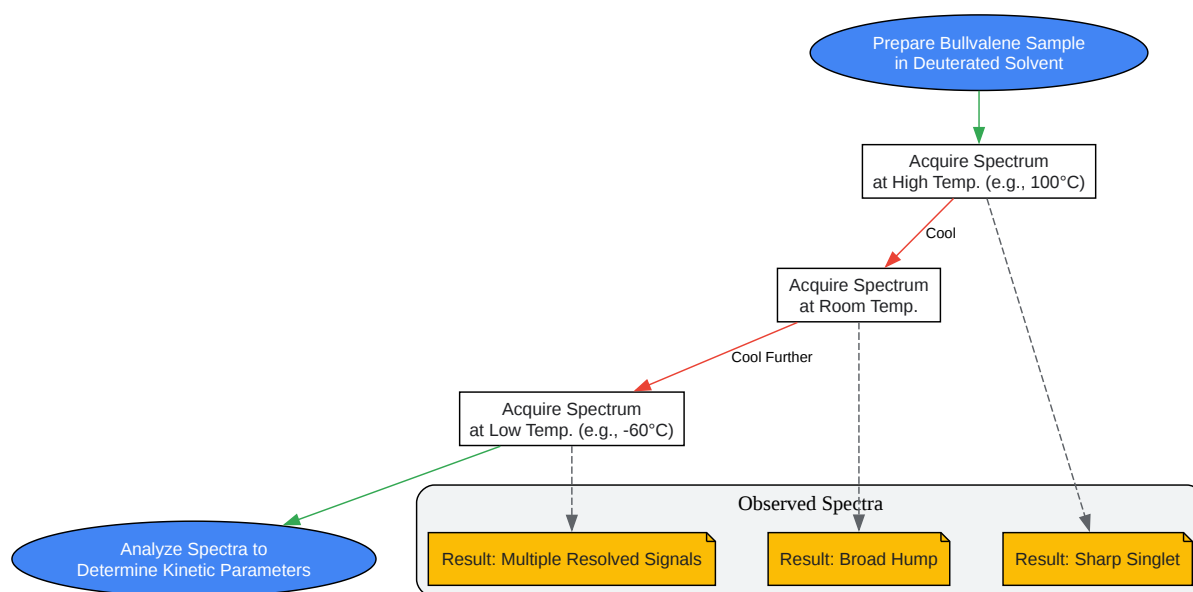 Prepare Bullvalene Sample
in Deuterated Solvent
Acquire Spectrum
at High Temp. (e.g., 100°C)
Cool
Acquire Spectrum
at Room Temp.
Cool Further
Acquire Spectrum
at Low Temp. (e.g., -60°C)
Observed Spectra
Analyze Spectra to
Determine Kinetic Parameters
Result: Multiple Resolved Signals
Result: Broad Hump
Result: Sharp Singlet